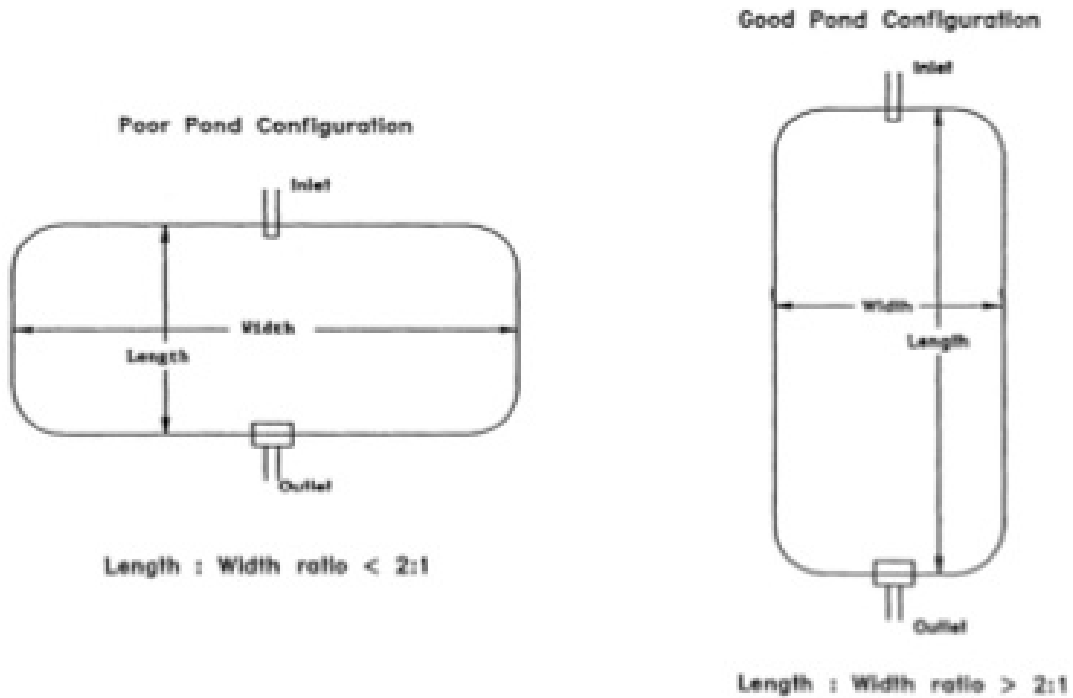 Poor Pond Configuration
Inlet
Width
Length
Outlet
Length : Width ratio < 2:1
Good Pond Configuration
Inlet
Width
Length
Outlet
Length : Width ratio > 2:1